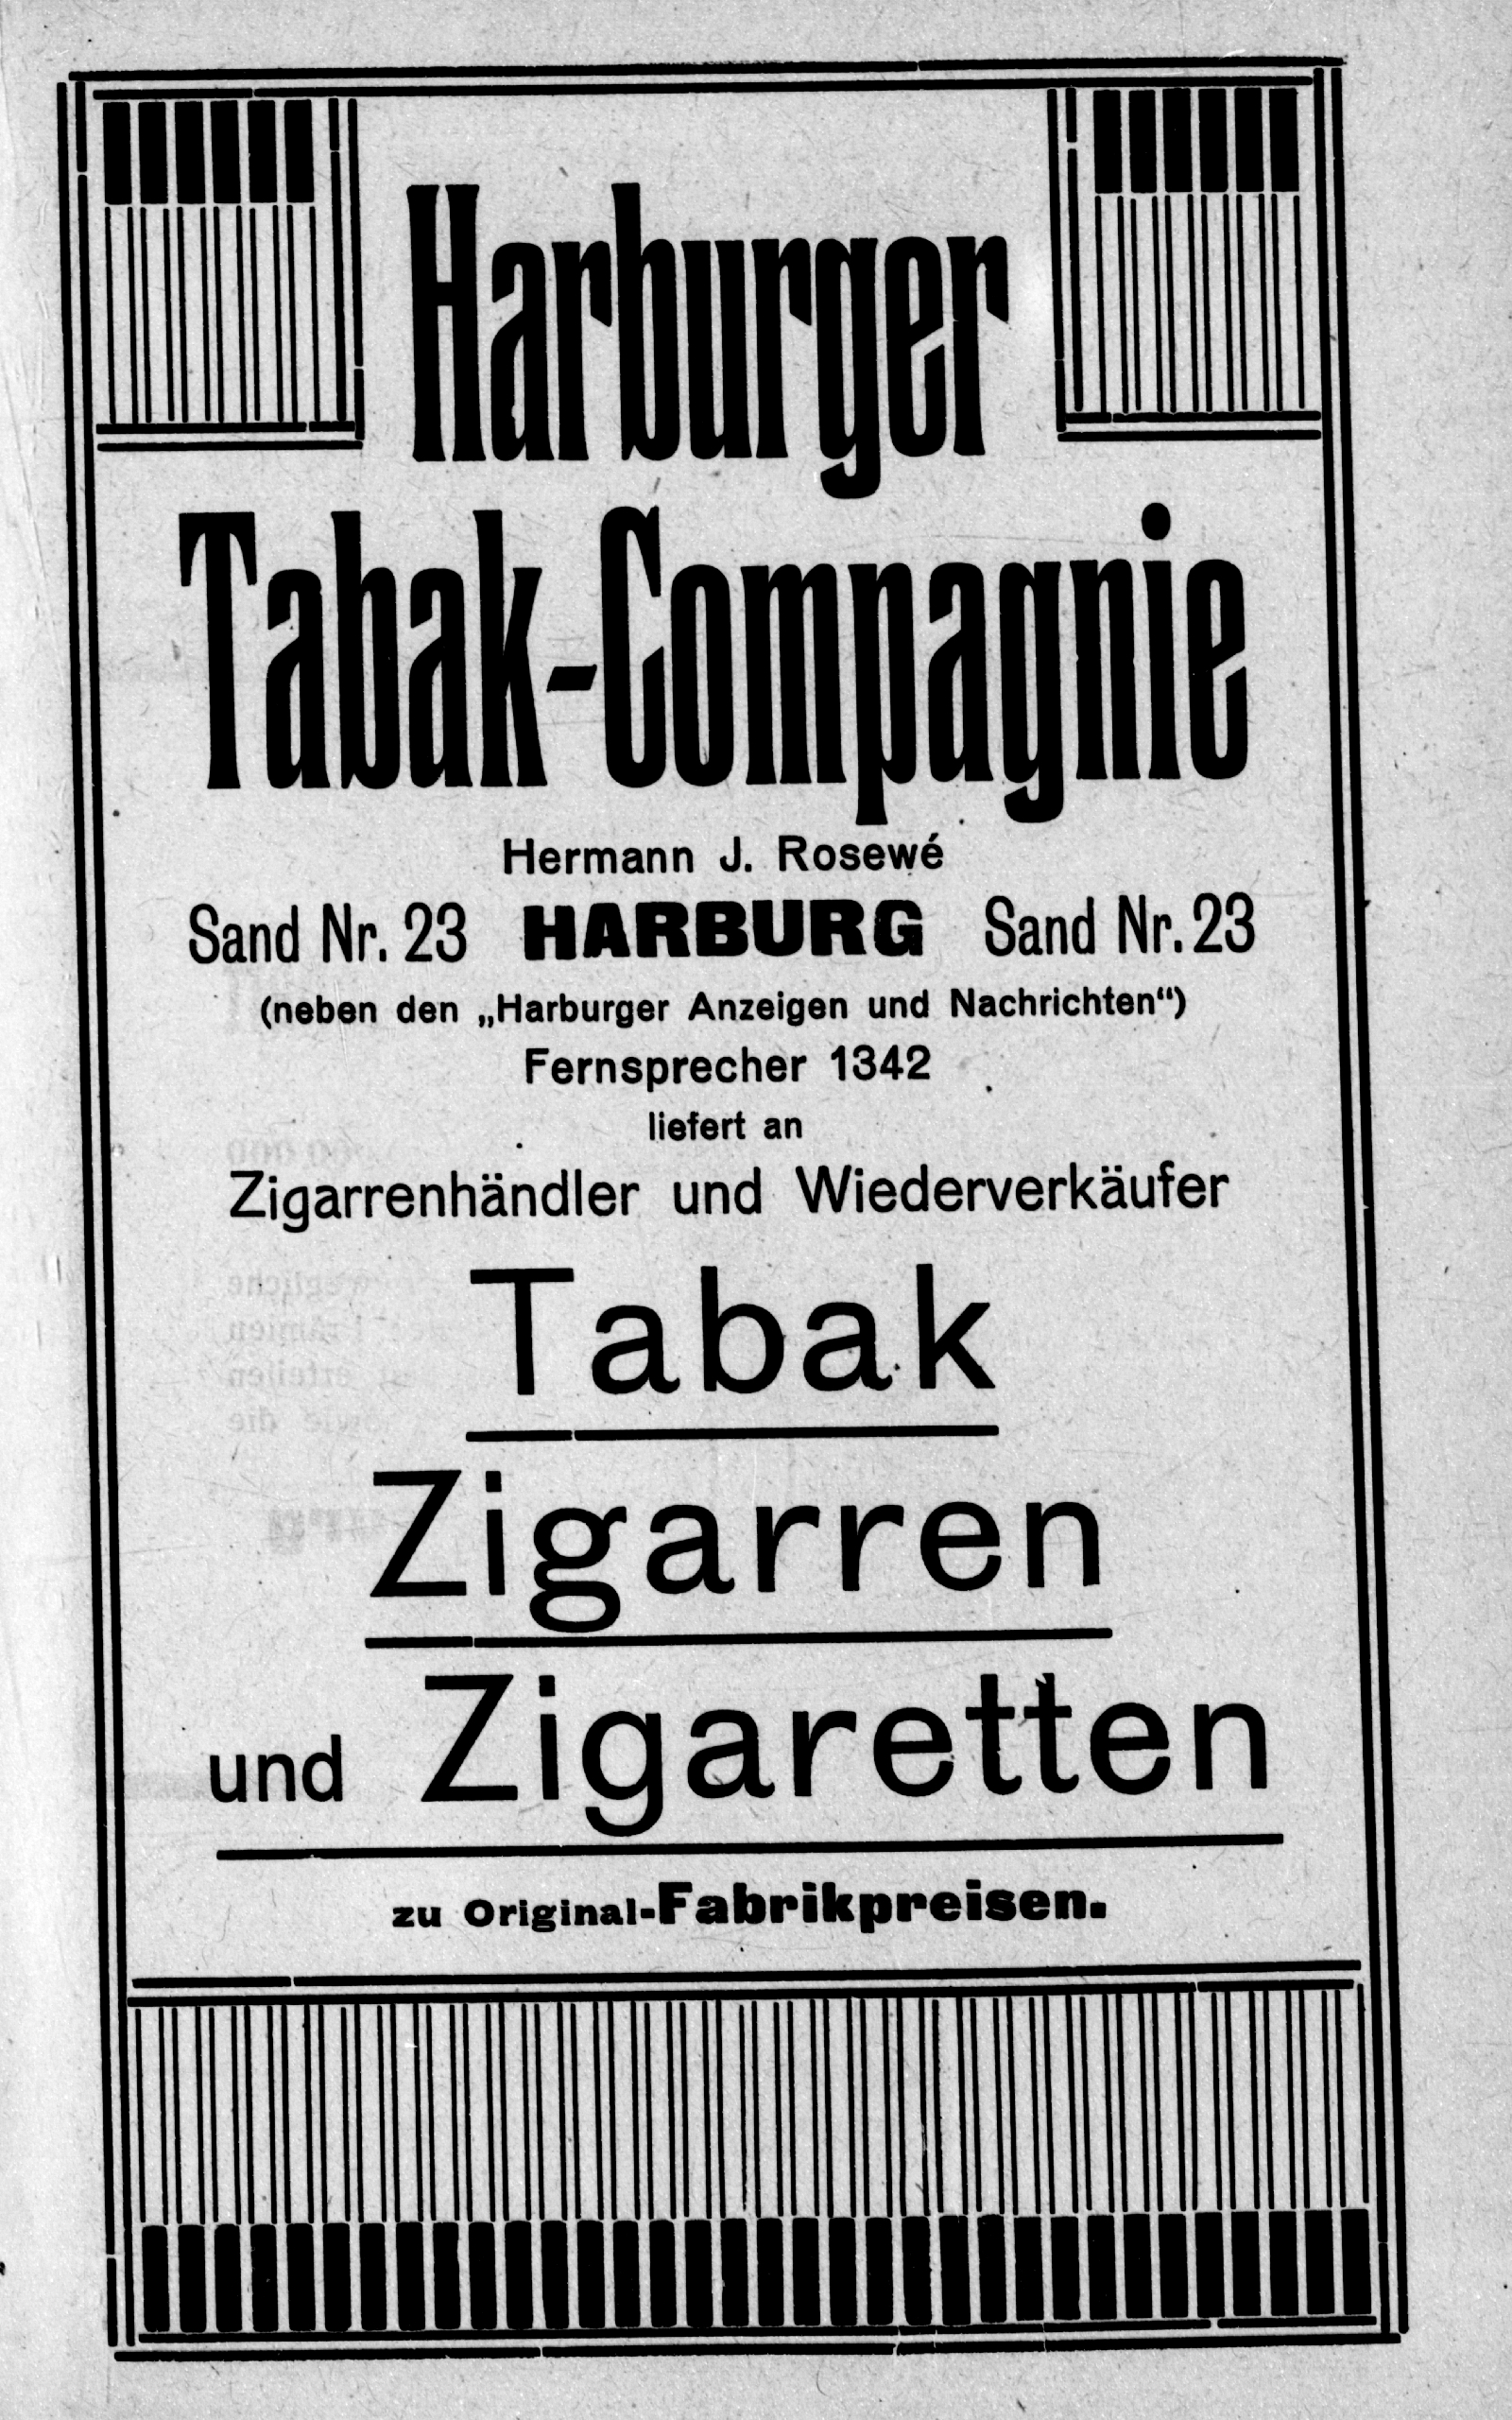 Harburger
Tabak-Compagnie
Hermann J. Rosewé
Sand Nr. 23 HARBURG Sand Nr. 23
(neben den „Harburger Anzeigen und Nachrichten“)
Fernsprecher 1342
liefert an
Zigarrenhändler und Wiederverkäufer
Tabak
Zigarren
und Zigaretten
zu Original-Fabrikpreisen.